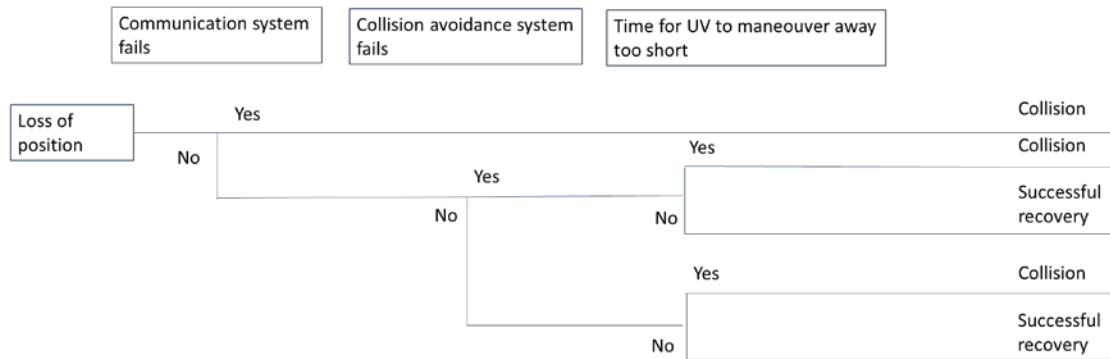 Communication system
fails
Collision avoidance system
fails
Time for UV to maneouver away
too short
Loss of
position
Yes
Collision
No
Yes
Collision
Yes
No
No
Successful
recovery
Yes
Collision
No
Successful
recovery